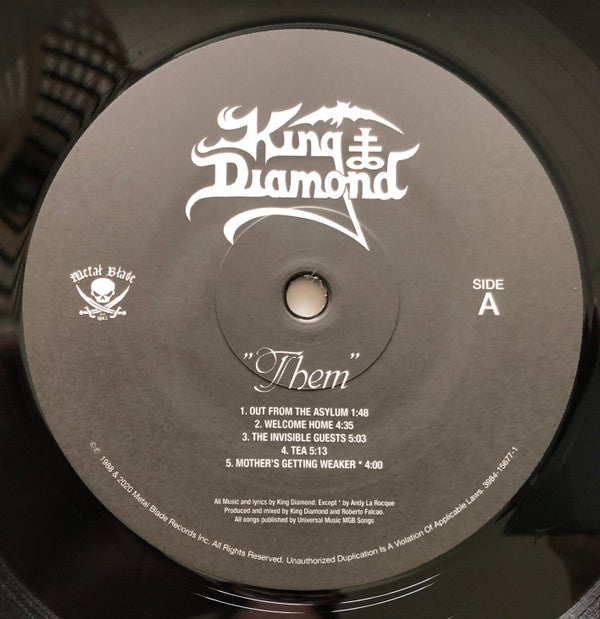 King
Diamond
Metal Blade
SIDE
A
"Them"
1. OUT FROM THE ASYLUM 1:48
2. WELCOME HOME 4:35
3. THE INVISIBLE GUESTS 5:03
4. TEA 5:13
5. MOTHER'S GETTING WEAKER * 4:00
All Music and lyrics by King Diamond. Except * by Andy La Rocque
Produced and mixed by King Diamond and Roberto Falcao.
All songs published by Universal Music MGB Songs
©℗ 1988 & 2020 Metal Blade Records Inc. All Rights Reserved. Unauthorized Duplication Is A Violation Of Applicable Laws. 3984-15677-1